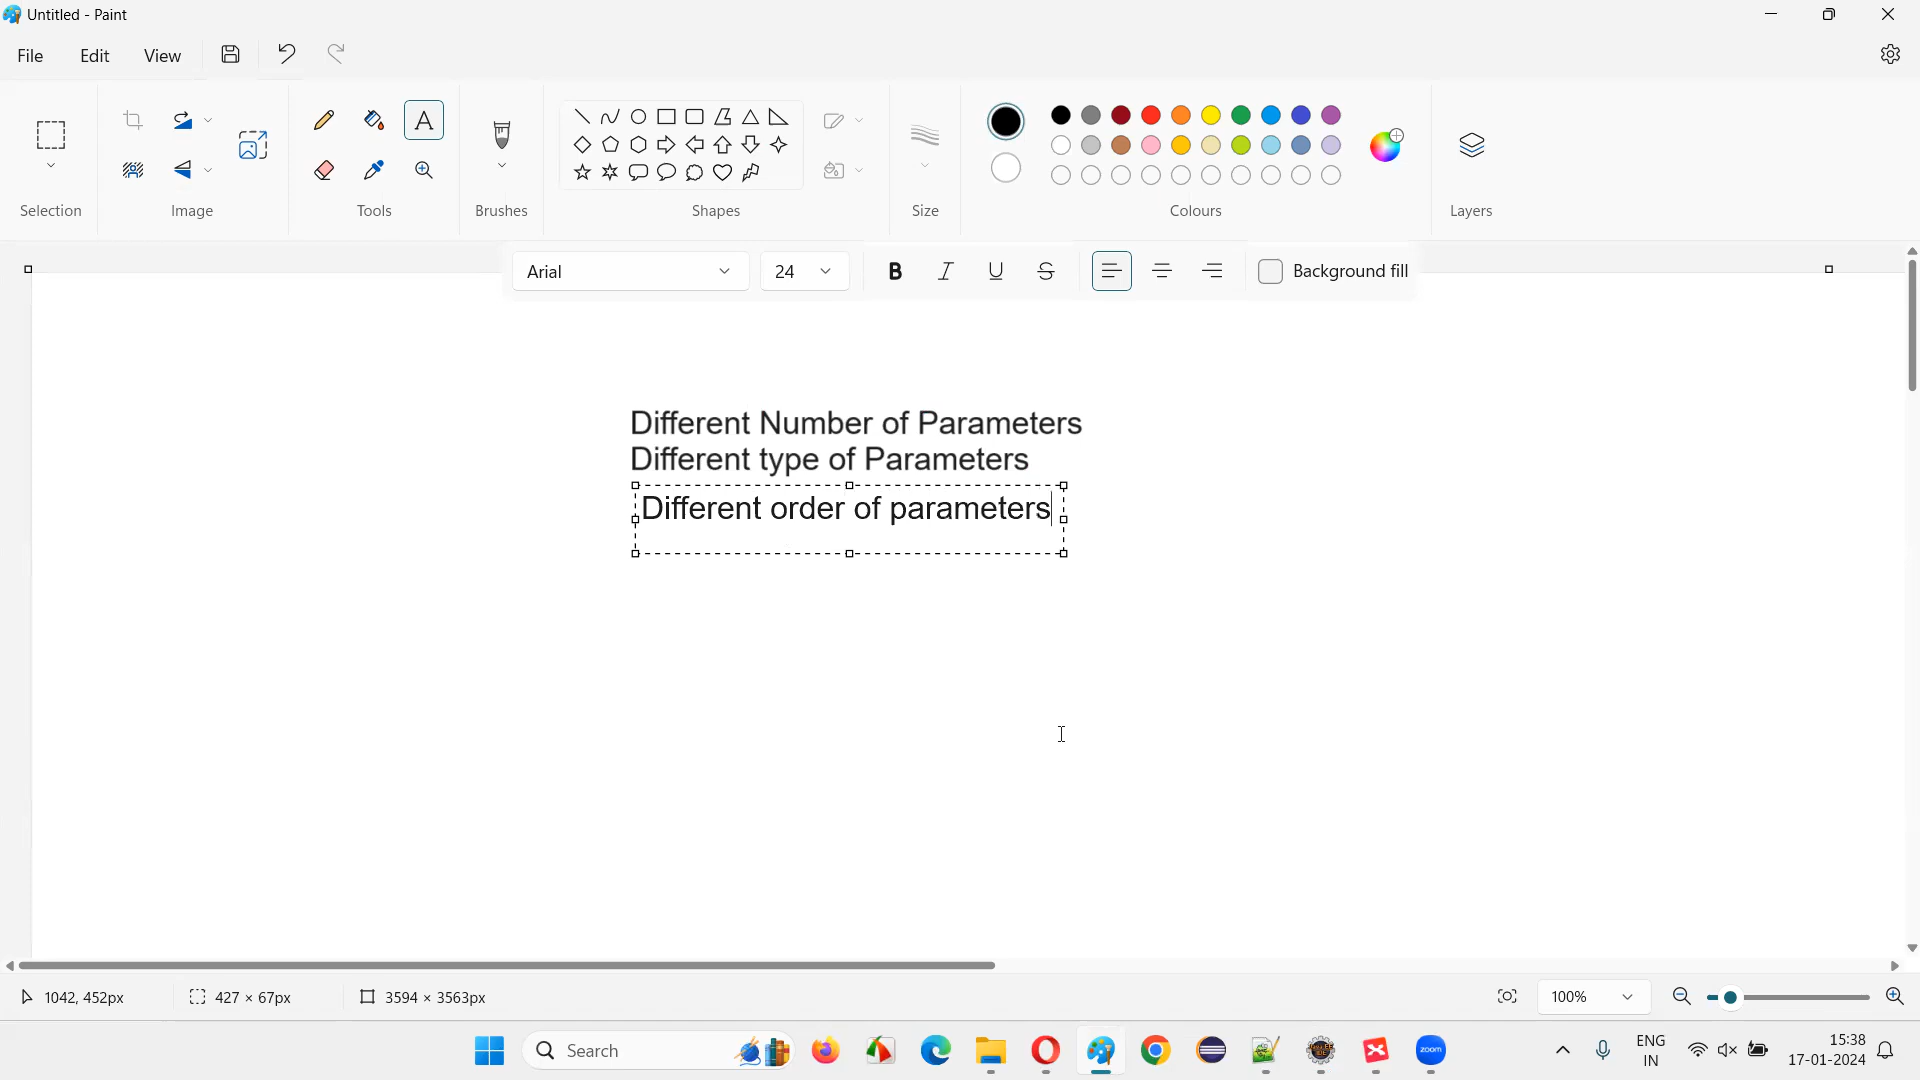 Untitled - Paint
File Edit View
Selection Image Tools Brushes Shapes Size Colours Layers
Arial 24 B I U S Background fill
Different Number of Parameters
Different type of Parameters
Different order of parameters
1042, 452px 427 × 67px 3594 × 3563px 100%
Search zoom ENG 15:38
IN 17-01-2024